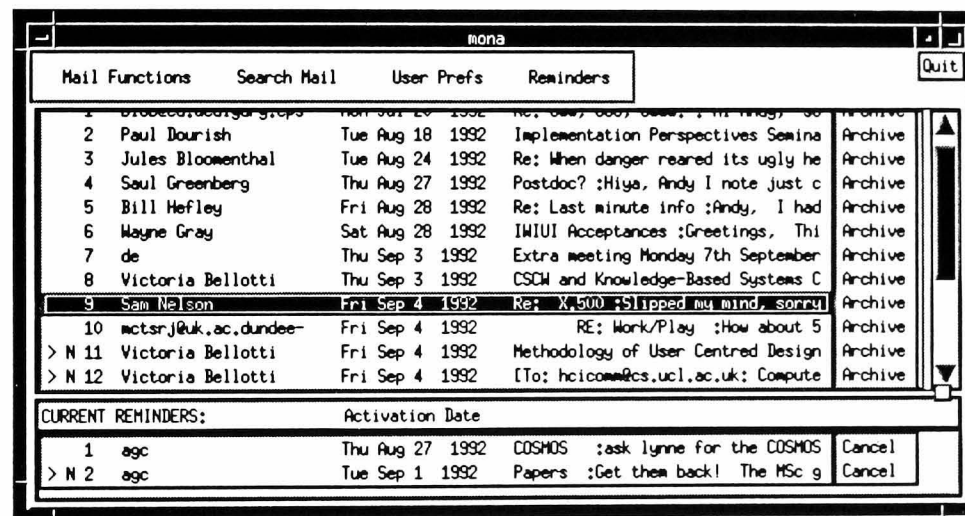 mona
Quit
Mail Functions Search Mail User Prefs Reminders
2 Paul Dourish Tue Aug 18 1992 Implementation Perspectives Semina Archive
3 Jules Bloomenthal Tue Aug 24 1992 Re: When danger reared its ugly he Archive
4 Saul Greenberg Thu Aug 27 1992 Postdoc? :Hiya, Andy I note just c Archive
5 Bill Hefley Fri Aug 28 1992 Re: Last minute info :Andy, I had Archive
6 Wayne Gray Sat Aug 28 1992 IWIUI Acceptances :Greetings, Thi Archive
7 de Thu Sep 3 1992 Extra meeting Monday 7th September Archive
8 Victoria Bellotti Thu Sep 3 1992 CSCW and Knowledge-Based Systems C Archive
9 Sam Nelson Fri Sep 4 1992 Re: X.500 :Slipped my mind, sorry Archive
10 mctsrj@uk.ac.dundee- Fri Sep 4 1992 RE: Work/Play :How about 5 Archive
> N 11 Victoria Bellotti Fri Sep 4 1992 Methodology of User Centred Design Archive
> N 12 Victoria Bellotti Fri Sep 4 1992 [To: hcicomm@cs.ucl.ac.uk: Compute Archive
CURRENT REMINDERS: Activation Date
1 agc Thu Aug 27 1992 COSMOS :ask lynne for the COSMOS Cancel
> N 2 agc Tue Sep 1 1992 Papers :Get them back! The MSc g Cancel